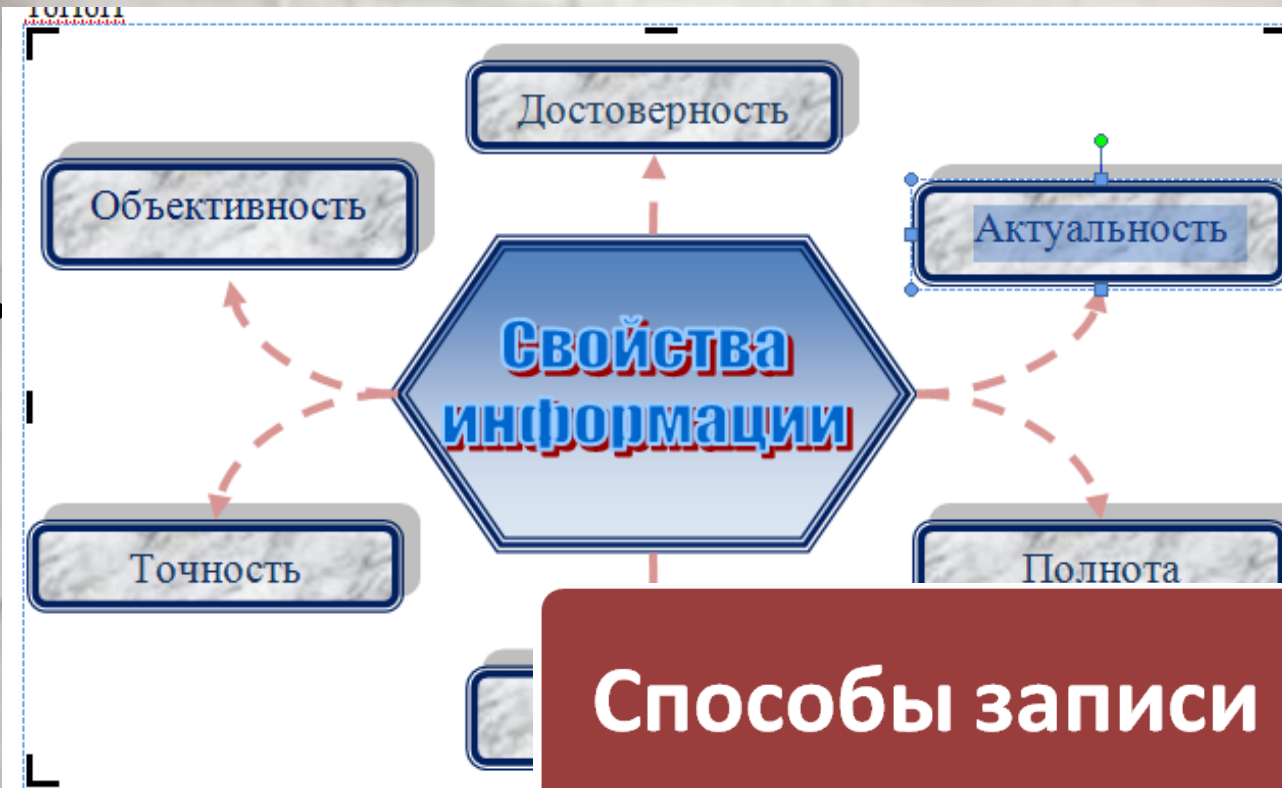 Достоверность
Объективность
Актуальность
Свойства
информации
Точность
Полнота
Способы записи